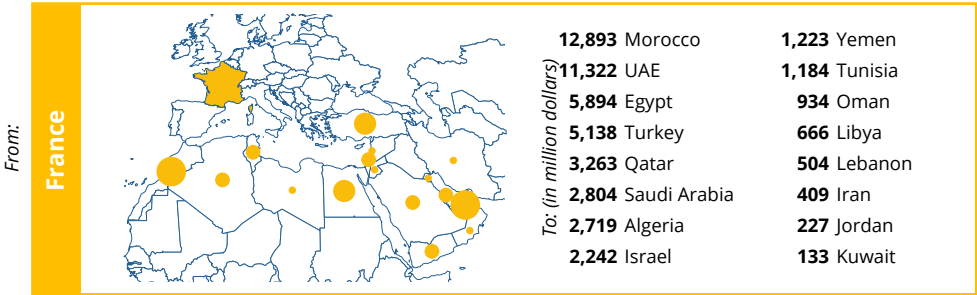 From:
France
To: (in million dollars)
12,893 Morocco
11,322 UAE
5,894 Egypt
5,138 Turkey
3,263 Qatar
2,804 Saudi Arabia
2,719 Algeria
2,242 Israel
1,223 Yemen
1,184 Tunisia
934 Oman
666 Libya
504 Lebanon
409 Iran
227 Jordan
133 Kuwait